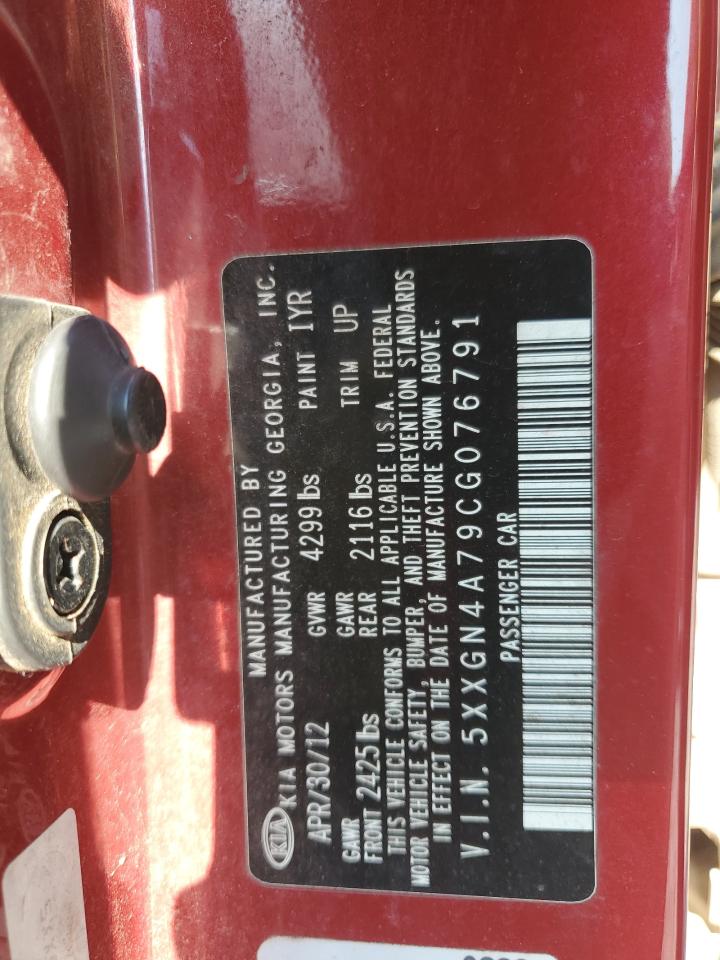 MANUFACTURED BY
KIA KIA MOTORS MANUFACTURING GEORGIA, INC.
APR/30/12 GVWR 4299 lbs PAINT IYR
GAWR FRONT 2425 lbs GAWR REAR 2116 lbs TRIM UP
THIS VEHICLE CONFORMS TO ALL APPLICABLE U.S.A. FEDERAL
MOTOR VEHICLE SAFETY, BUMPER, AND THEFT PREVENTION STANDARDS
IN EFFECT ON THE DATE OF MANUFACTURE SHOWN ABOVE.
V.I.N. 5XXGN4A79CG076791
PASSENGER CAR